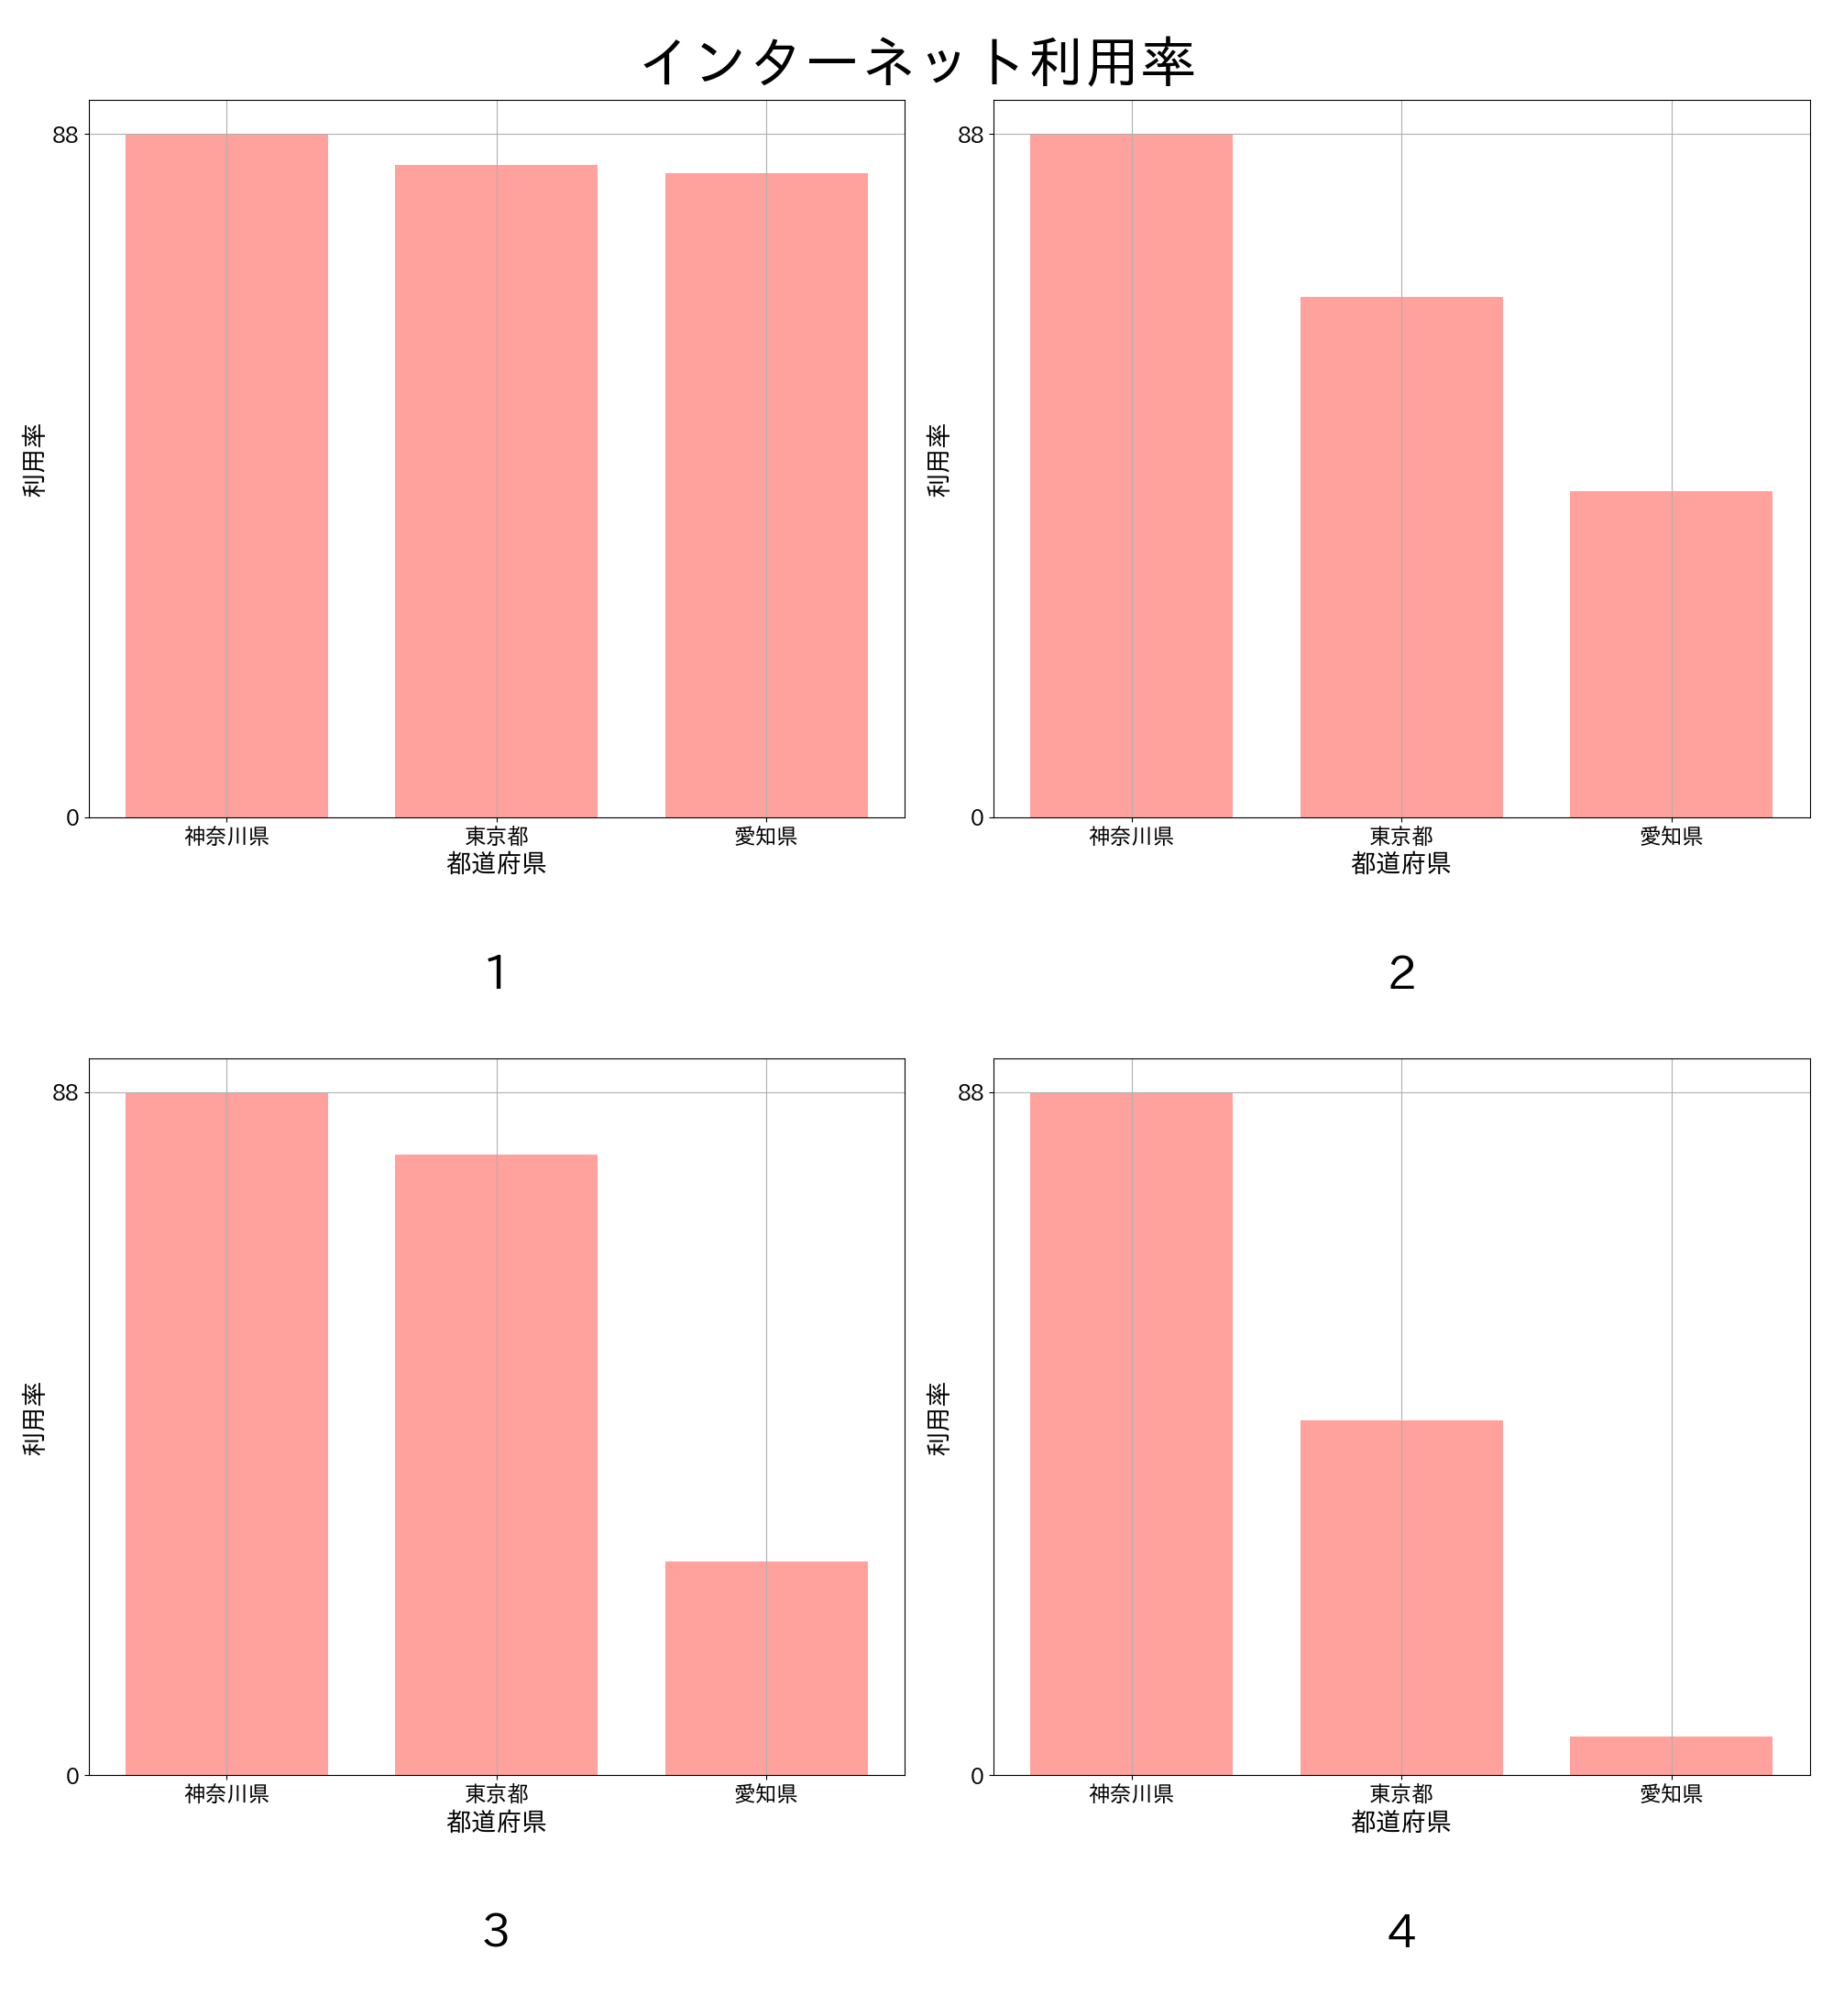 インターネット利用率
88
0
利用率
神奈川県 東京都 愛知県
都道府県
1
88
0
利用率
神奈川県 東京都 愛知県
都道府県
2
88
0
利用率
神奈川県 東京都 愛知県
都道府県
3
88
0
利用率
神奈川県 東京都 愛知県
都道府県
4